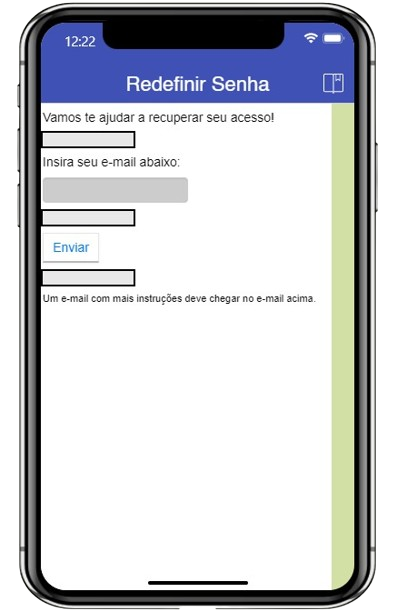 12:22
Redefinir Senha
Vamos te ajudar a recuperar seu acesso!
Insira seu e-mail abaixo:
Enviar
Um e-mail com mais instruções deve chegar no e-mail acima.